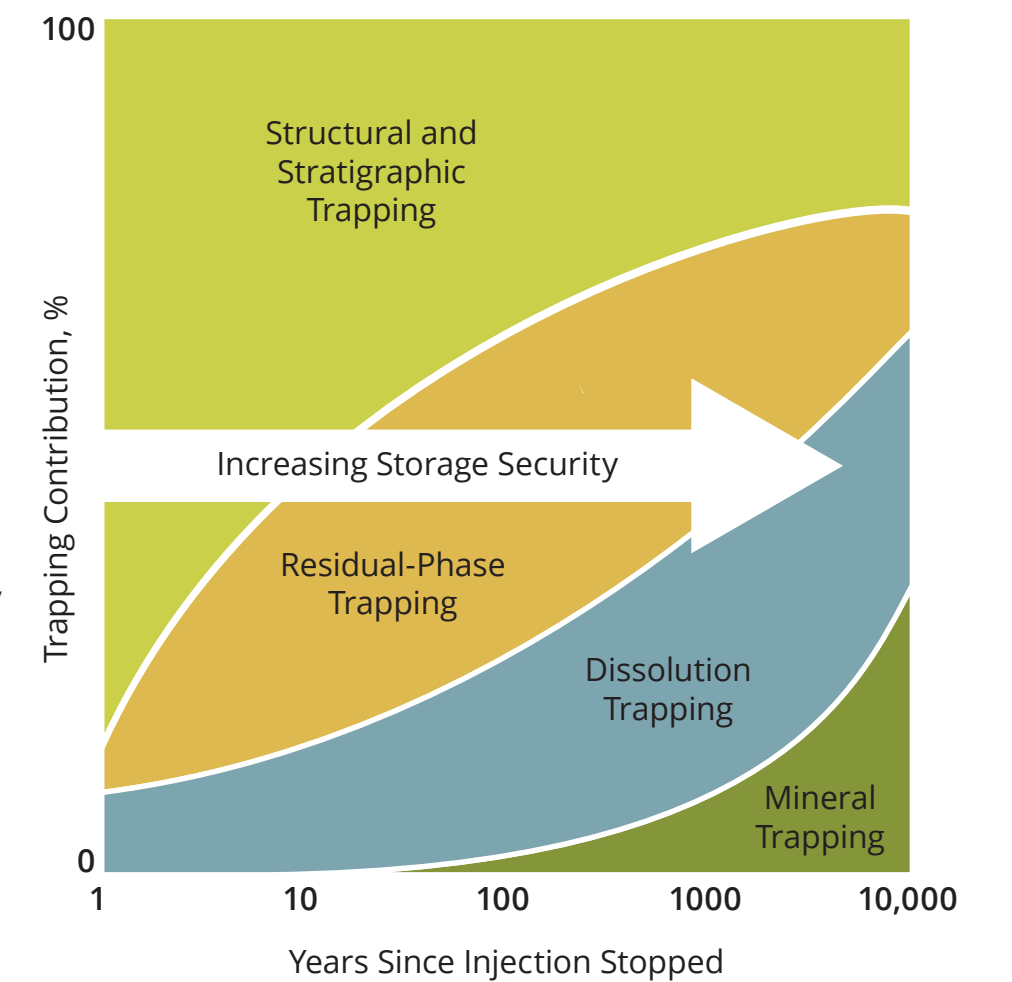 100
Structural and
Stratigraphic
Trapping
Trapping Contribution, %
Increasing Storage Security
Residual-Phase
Trapping
Dissolution
Trapping
Mineral
Trapping
0
1 10 100 1000 10,000
Years Since Injection Stopped